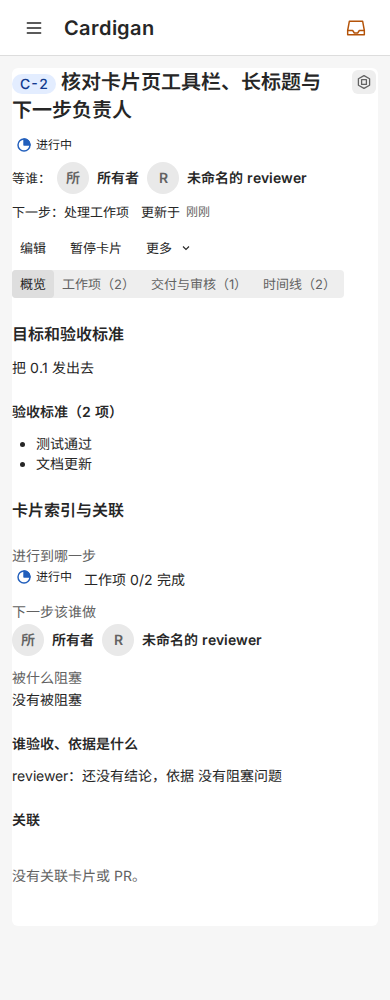 Cardigan
C-2 核对卡片页工具栏、长标题与
下一步负责人
进行中
等谁： 所 所有者 R 未命名的 reviewer
下一步：处理工作项 更新于 刚刚
编辑 暂停卡片 更多
概览 工作项（2） 交付与审核（1） 时间线（2）
目标和验收标准
把 0.1 发出去
验收标准（2 项）
测试通过
文档更新
卡片索引与关联
进行到哪一步
进行中 工作项 0/2 完成
下一步该谁做
所 所有者 R 未命名的 reviewer
被什么阻塞
没有被阻塞
谁验收、依据是什么
reviewer：还没有结论，依据 没有阻塞问题
关联
没有关联卡片或 PR。